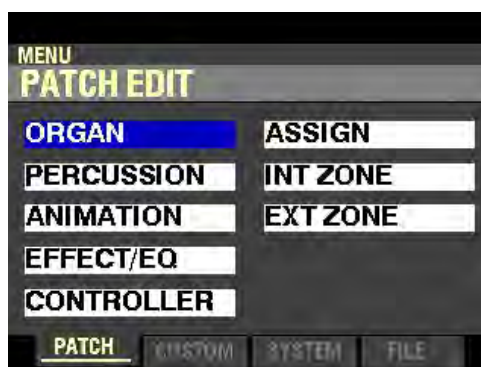 MENU
PATCH EDIT
ORGAN
PERCUSSION
ANIMATION
EFFECT/EQ
CONTROLLER
ASSIGN
INT ZONE
EXT ZONE
PATCH CUSTOM SYSTEM FILE